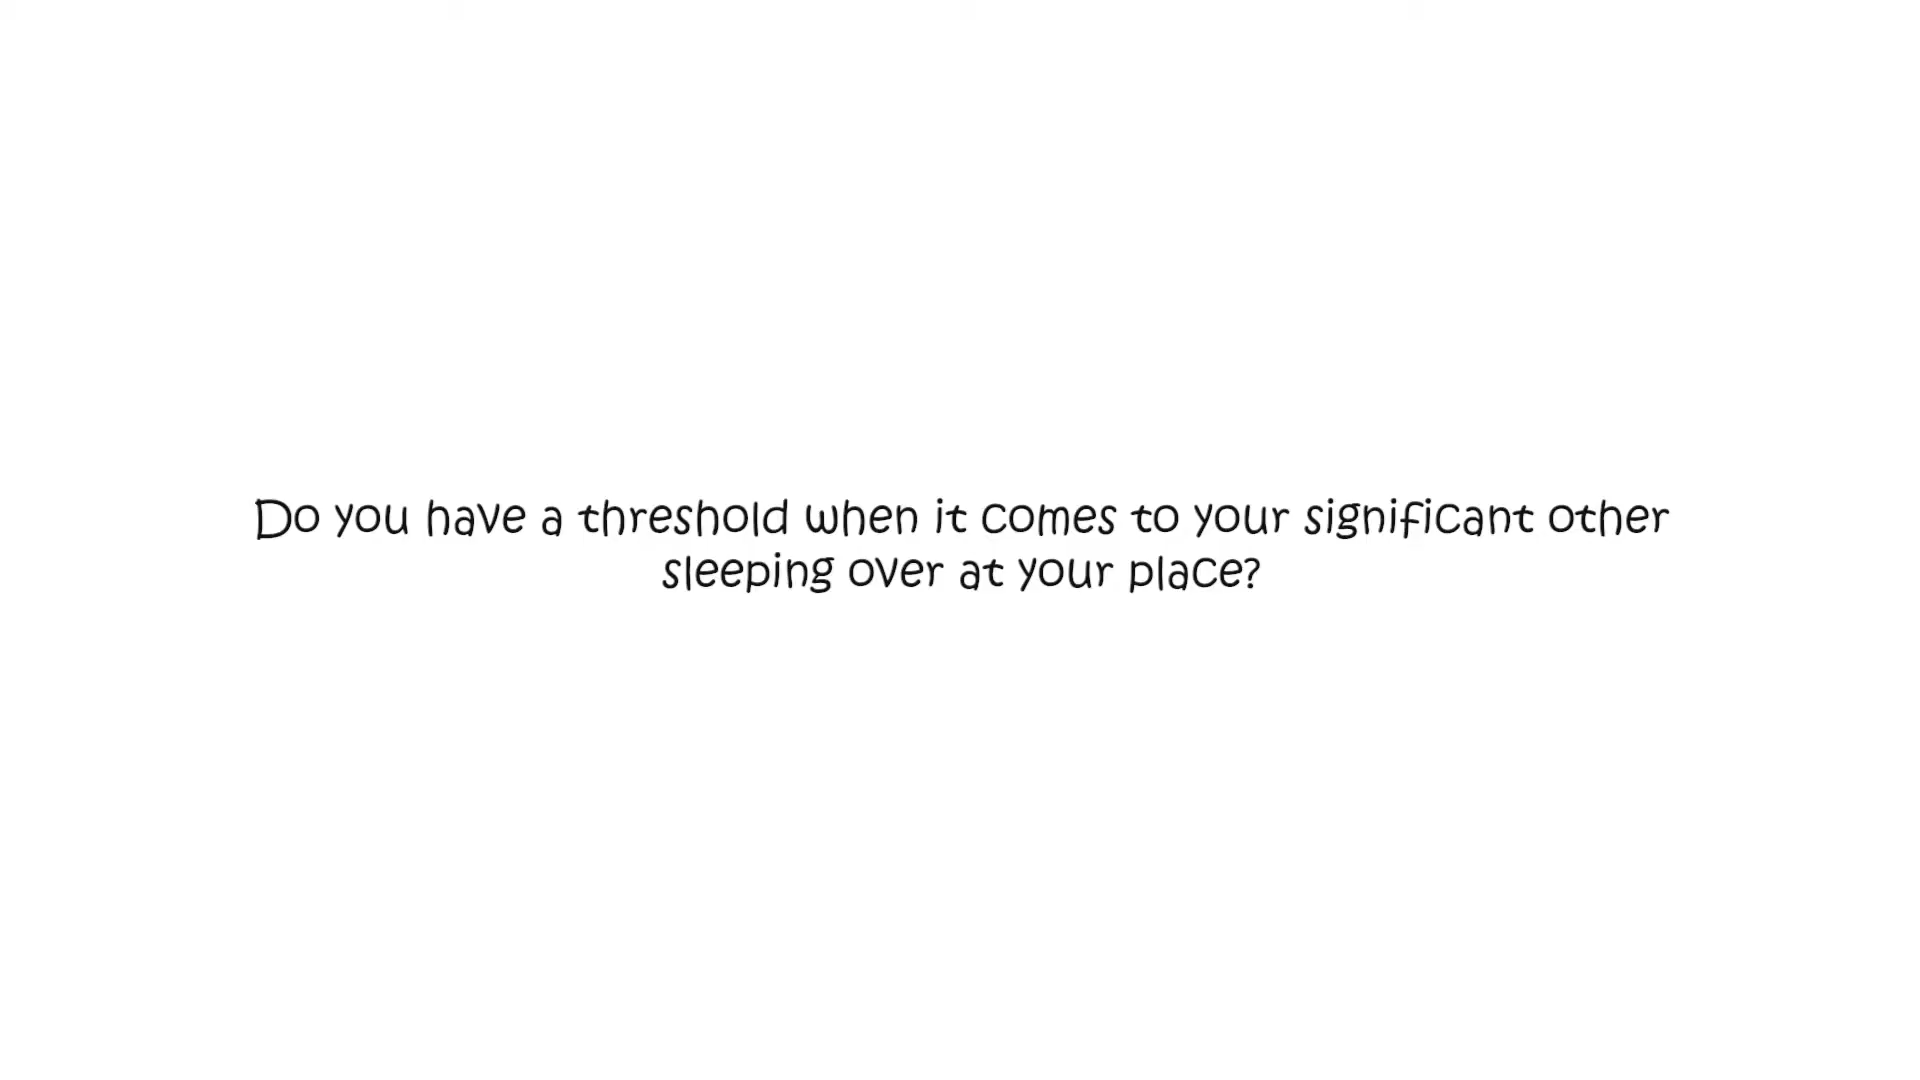 Do you have a threshold when it comes to your significant other
sleeping over at your place?